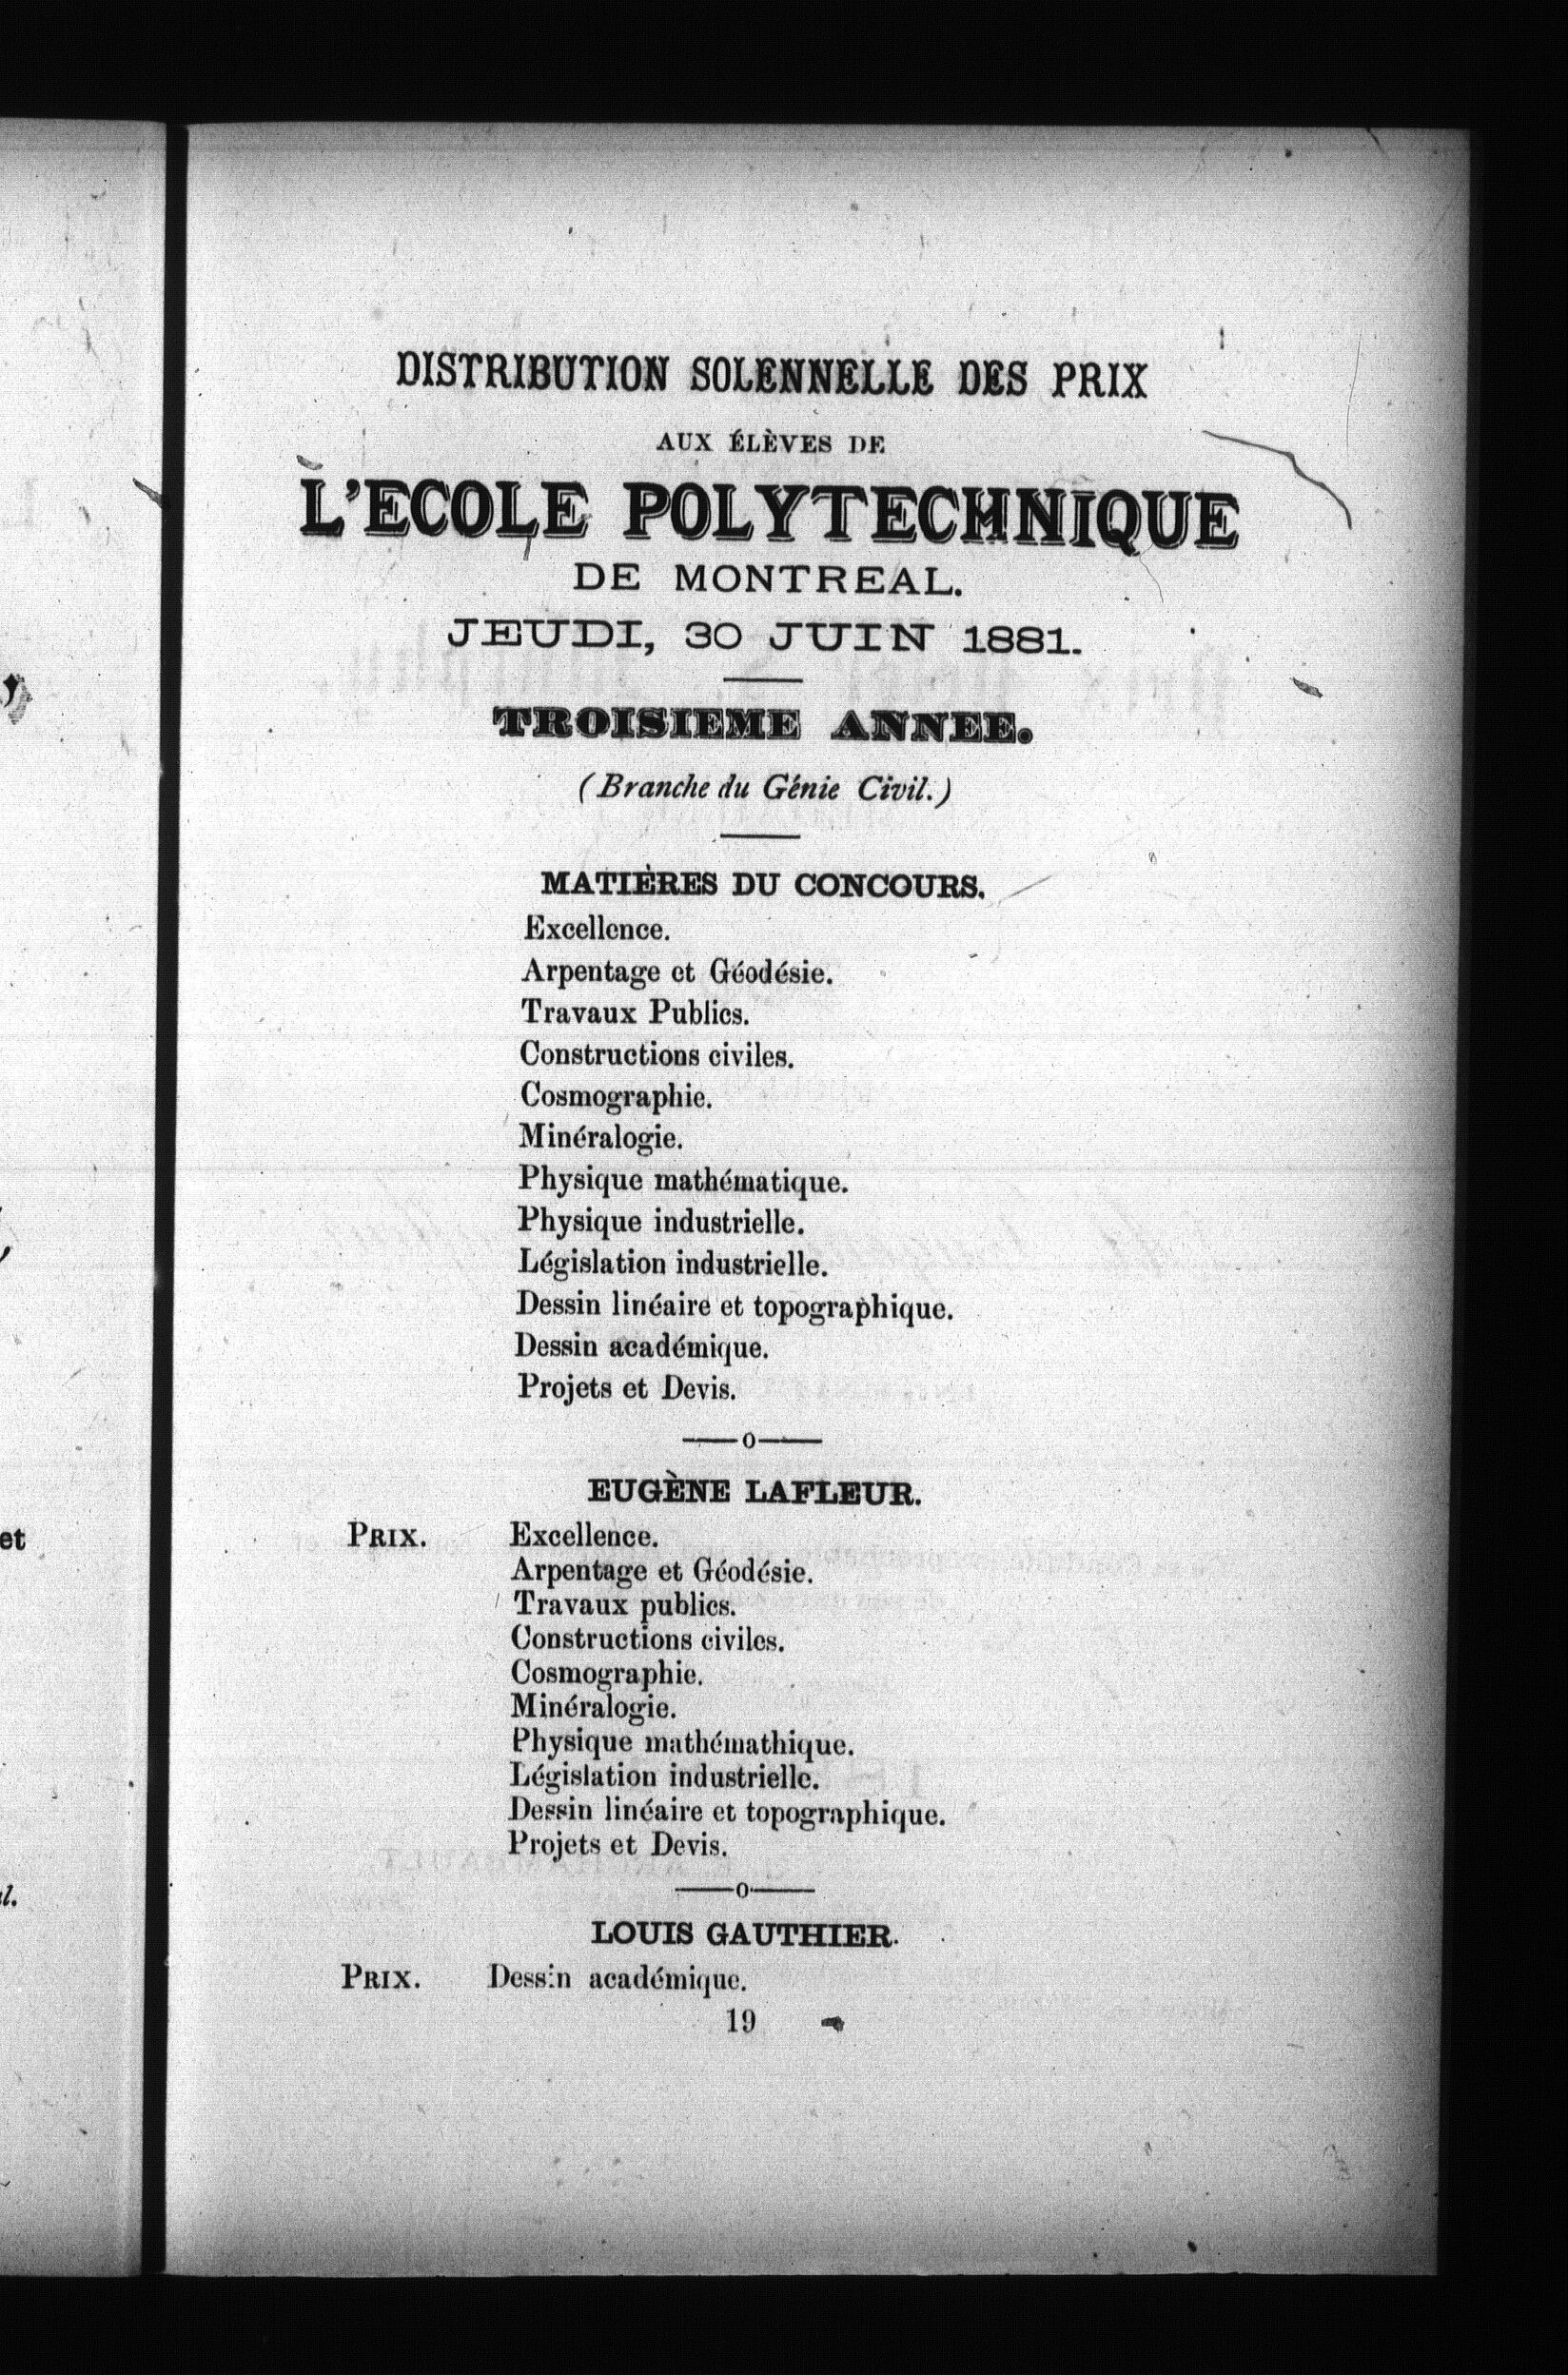 DISTRIBUTION SOLENNELLE DES PRIX
AUX ÉLÈVES DE
L'ECOLE POLYTECHNIQUE
DE MONTREAL.
JEUDI, 30 JUIN 1881.
TROISIEME ANNEE.
(Branche du Génie Civil.)
MATIÈRES DU CONCOURS.
Excellence.
Arpentage et Géodésie.
Travaux Publics.
Constructions civiles.
Cosmographie.
Minéralogie.
Physique mathématique.
Physique industrielle.
Législation industrielle.
Dessin linéaire et topographique.
Dessin académique.
Projets et Devis.
——o——
EUGÈNE LAFLEUR.
PRIX. Excellence.
Arpentage et Géodésie.
Travaux publics.
Constructions civiles.
Cosmographie.
Minéralogie.
Physique mathémathique.
Législation industrielle.
Dessin linéaire et topographique.
Projets et Devis.
——o——
LOUIS GAUTHIER.
PRIX. Dessin académique.
19